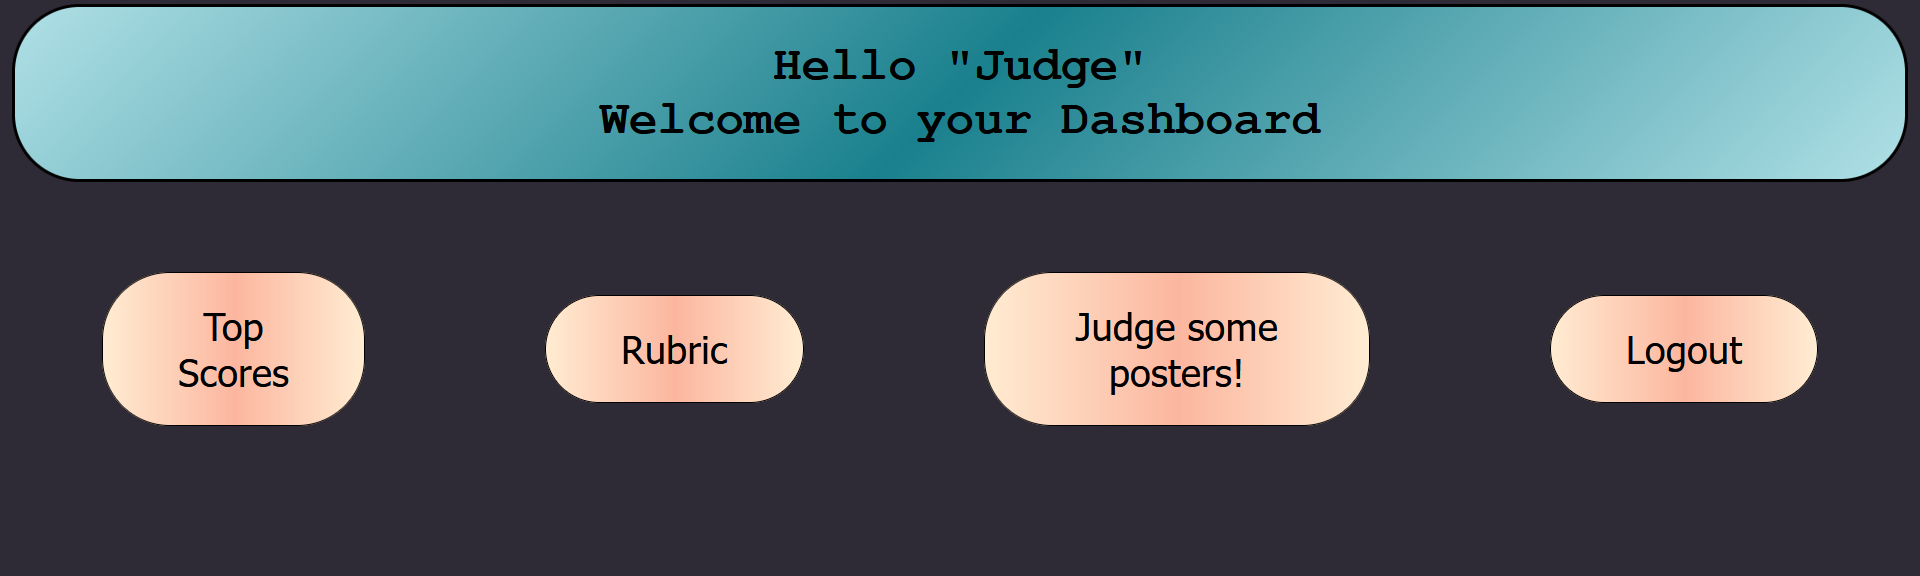 Hello "Judge"
Welcome to your Dashboard
Top
Scores
Rubric
Judge some
posters!
Logout